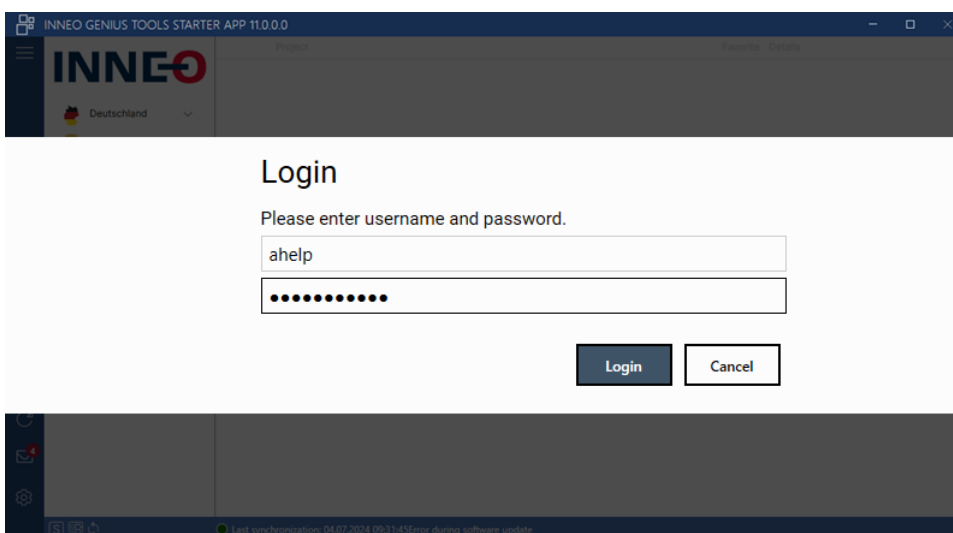 INNEO GENIUS TOOLS STARTER APP 11.0.0.0
Project Favorite Details
INNEO
Deutschland
Login
Please enter username and password.
ahelp
Login Cancel
4
S
Last synchronization: 04.07.2024 09:31:45Error during software update